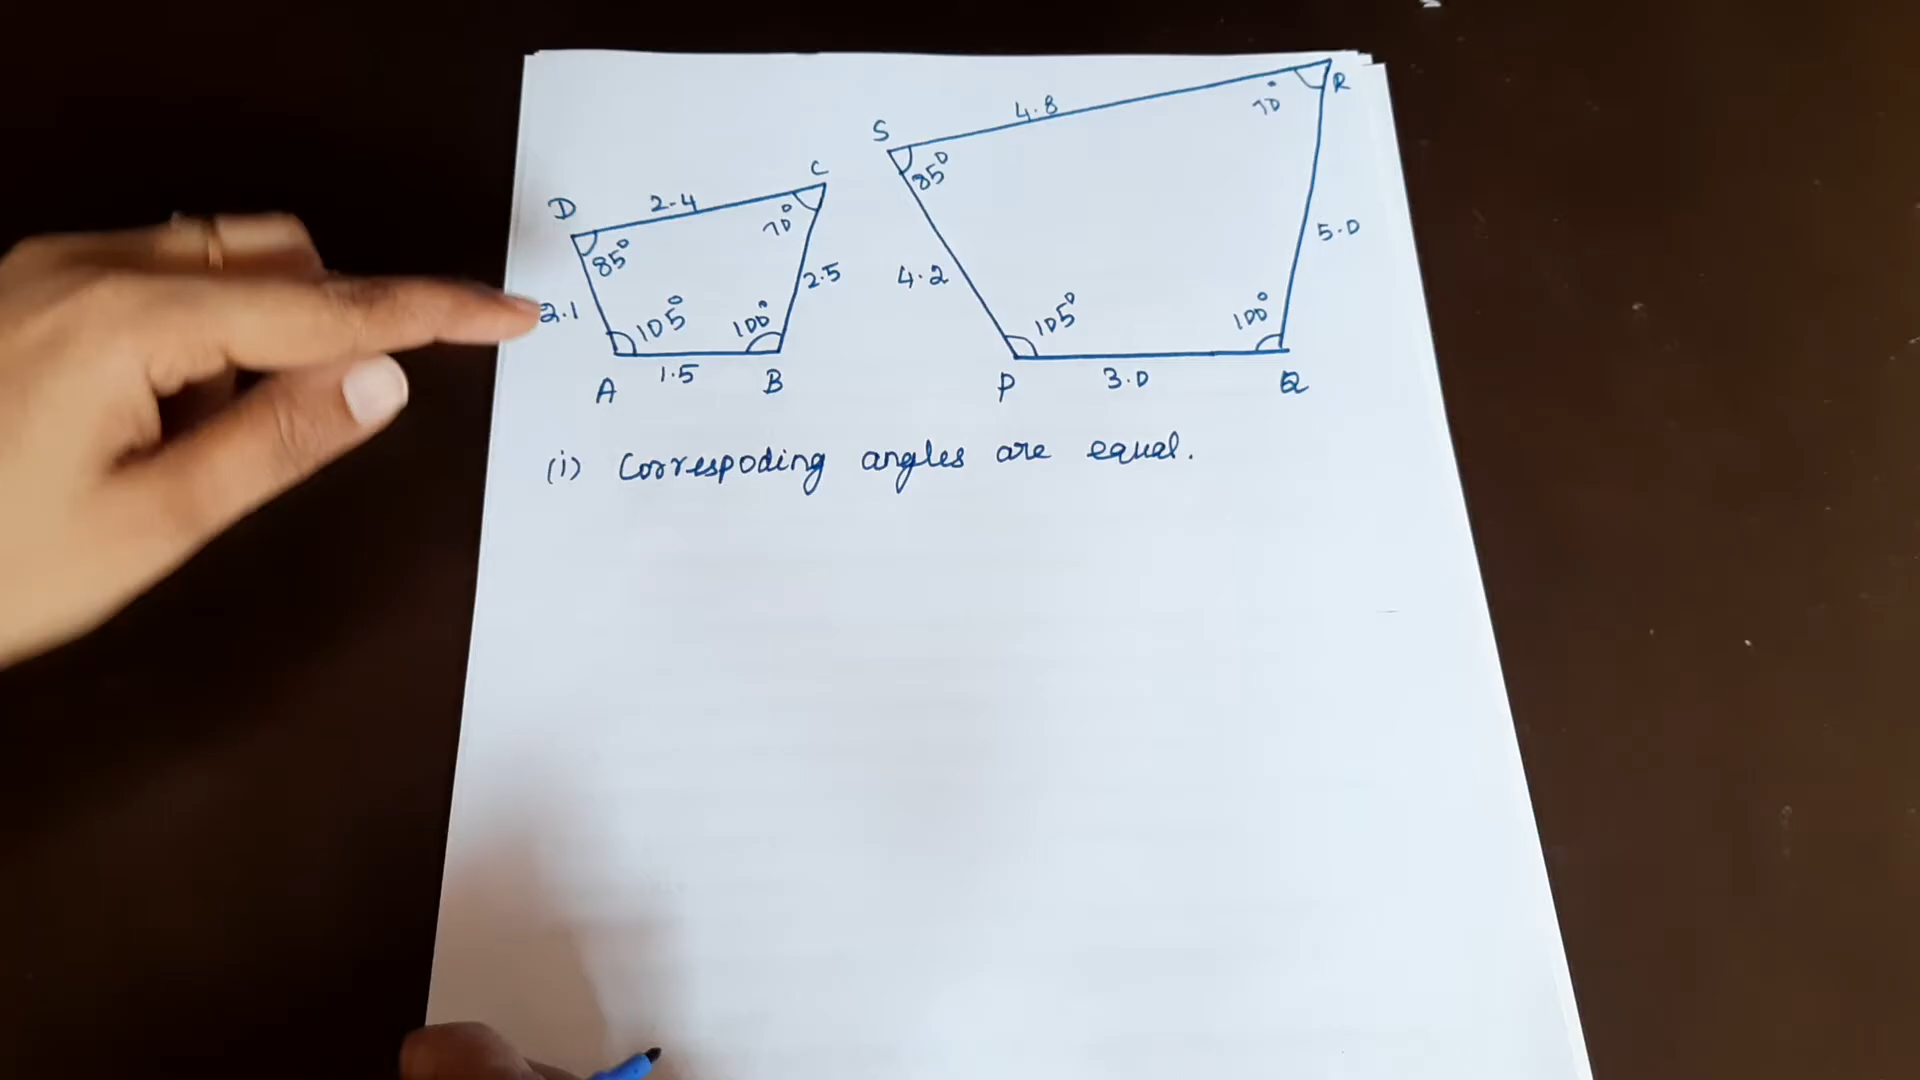 S
4.8
R
70°
85°
D
2.4
C
70°
85°
2.5
4.2
5.0
2.1
105°
100°
105°
100°
A
1.5
B
P
3.0
Q
(i) Correspoding angles are equal.